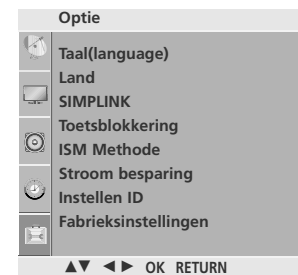 Optie
Taal(language)
Land
SIMPLINK
Toetsblokkering
ISM Methode
Stroom besparing
Instellen ID
Fabrieksinstellingen
▲▼ ◄► OK RETURN